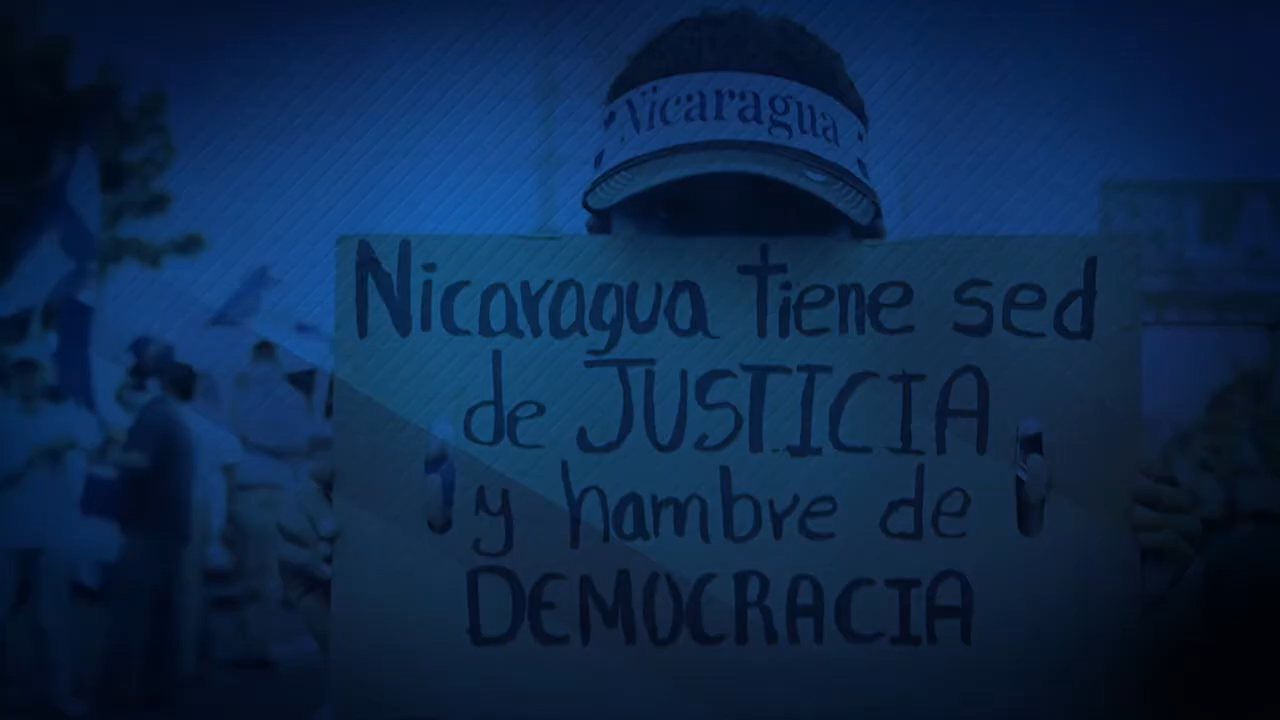 Nicaragua
Nicaragua tiene sed
de JUSTICIA
y hambre de
DEMOCRACIA